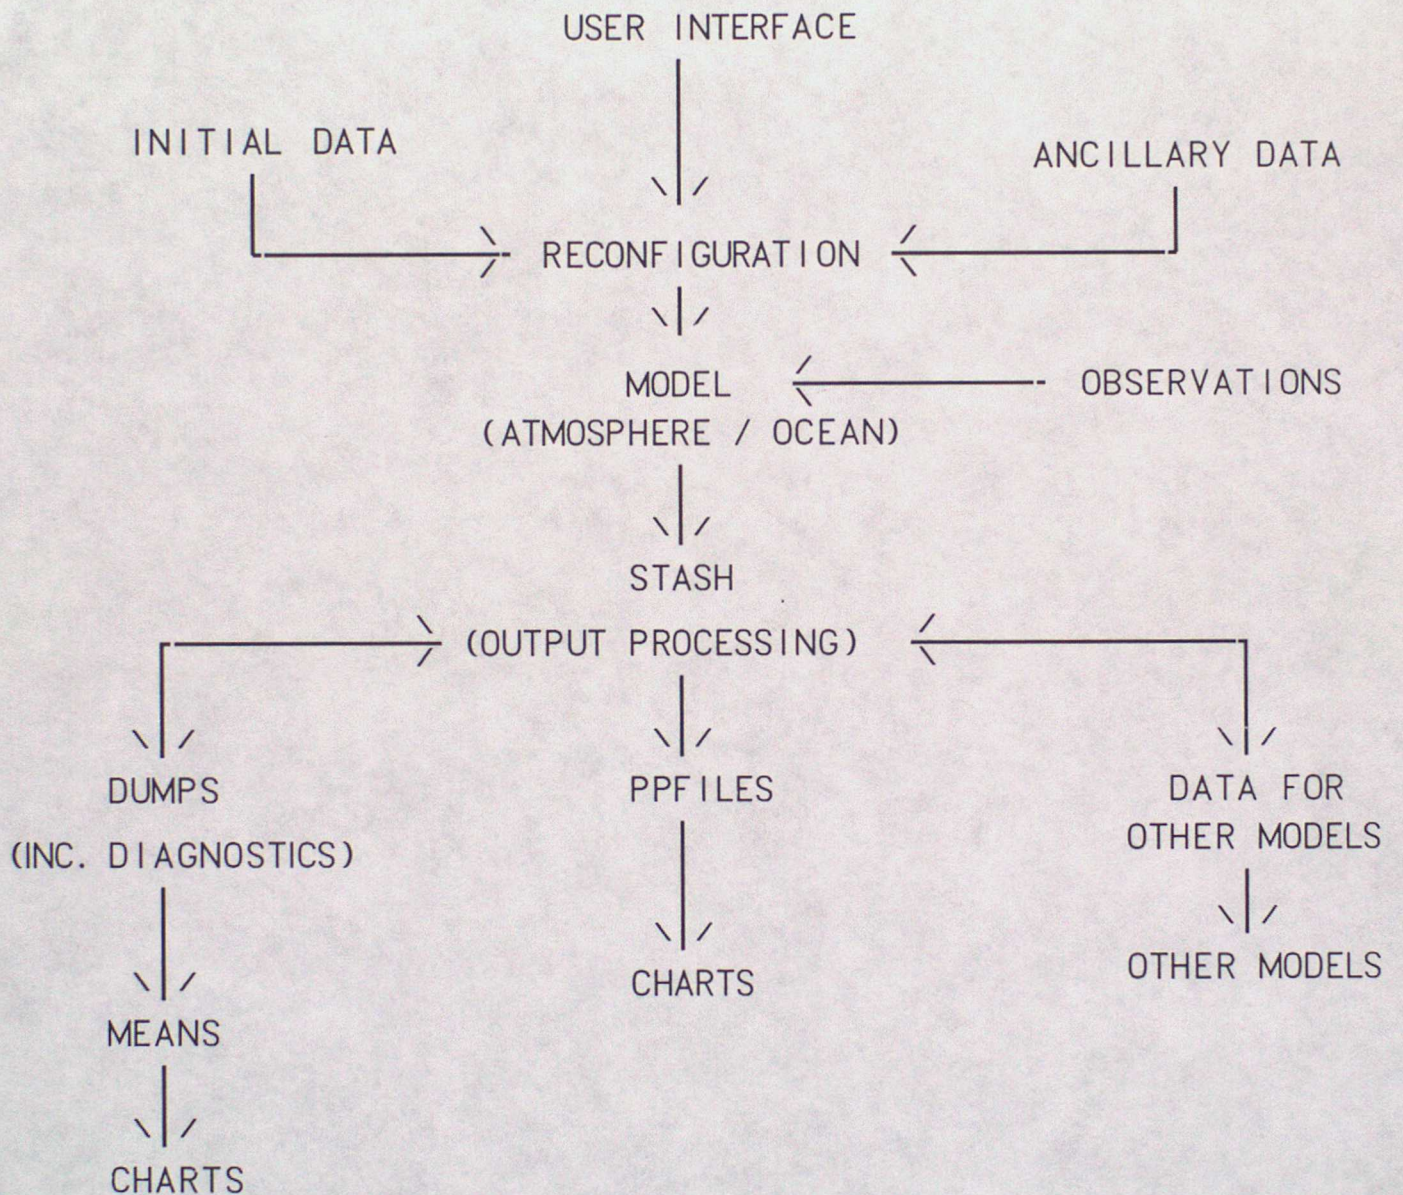 USER INTERFACE
INITIAL DATA
ANCILLARY DATA
RECONFIGURATION
MODEL
OBSERVATIONS
(ATMOSPHERE / OCEAN)
STASH
(OUTPUT PROCESSING)
DUMPS
PPFILES
DATA FOR
OTHER MODELS
(INC. DIAGNOSTICS)
OTHER MODELS
CHARTS
MEANS
CHARTS